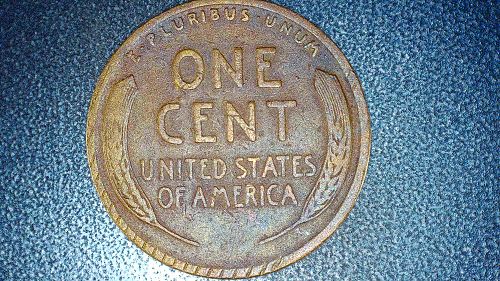 E·PLURIBUS·UNUM
ONE
CENT
UNITED STATES
OF AMERICA